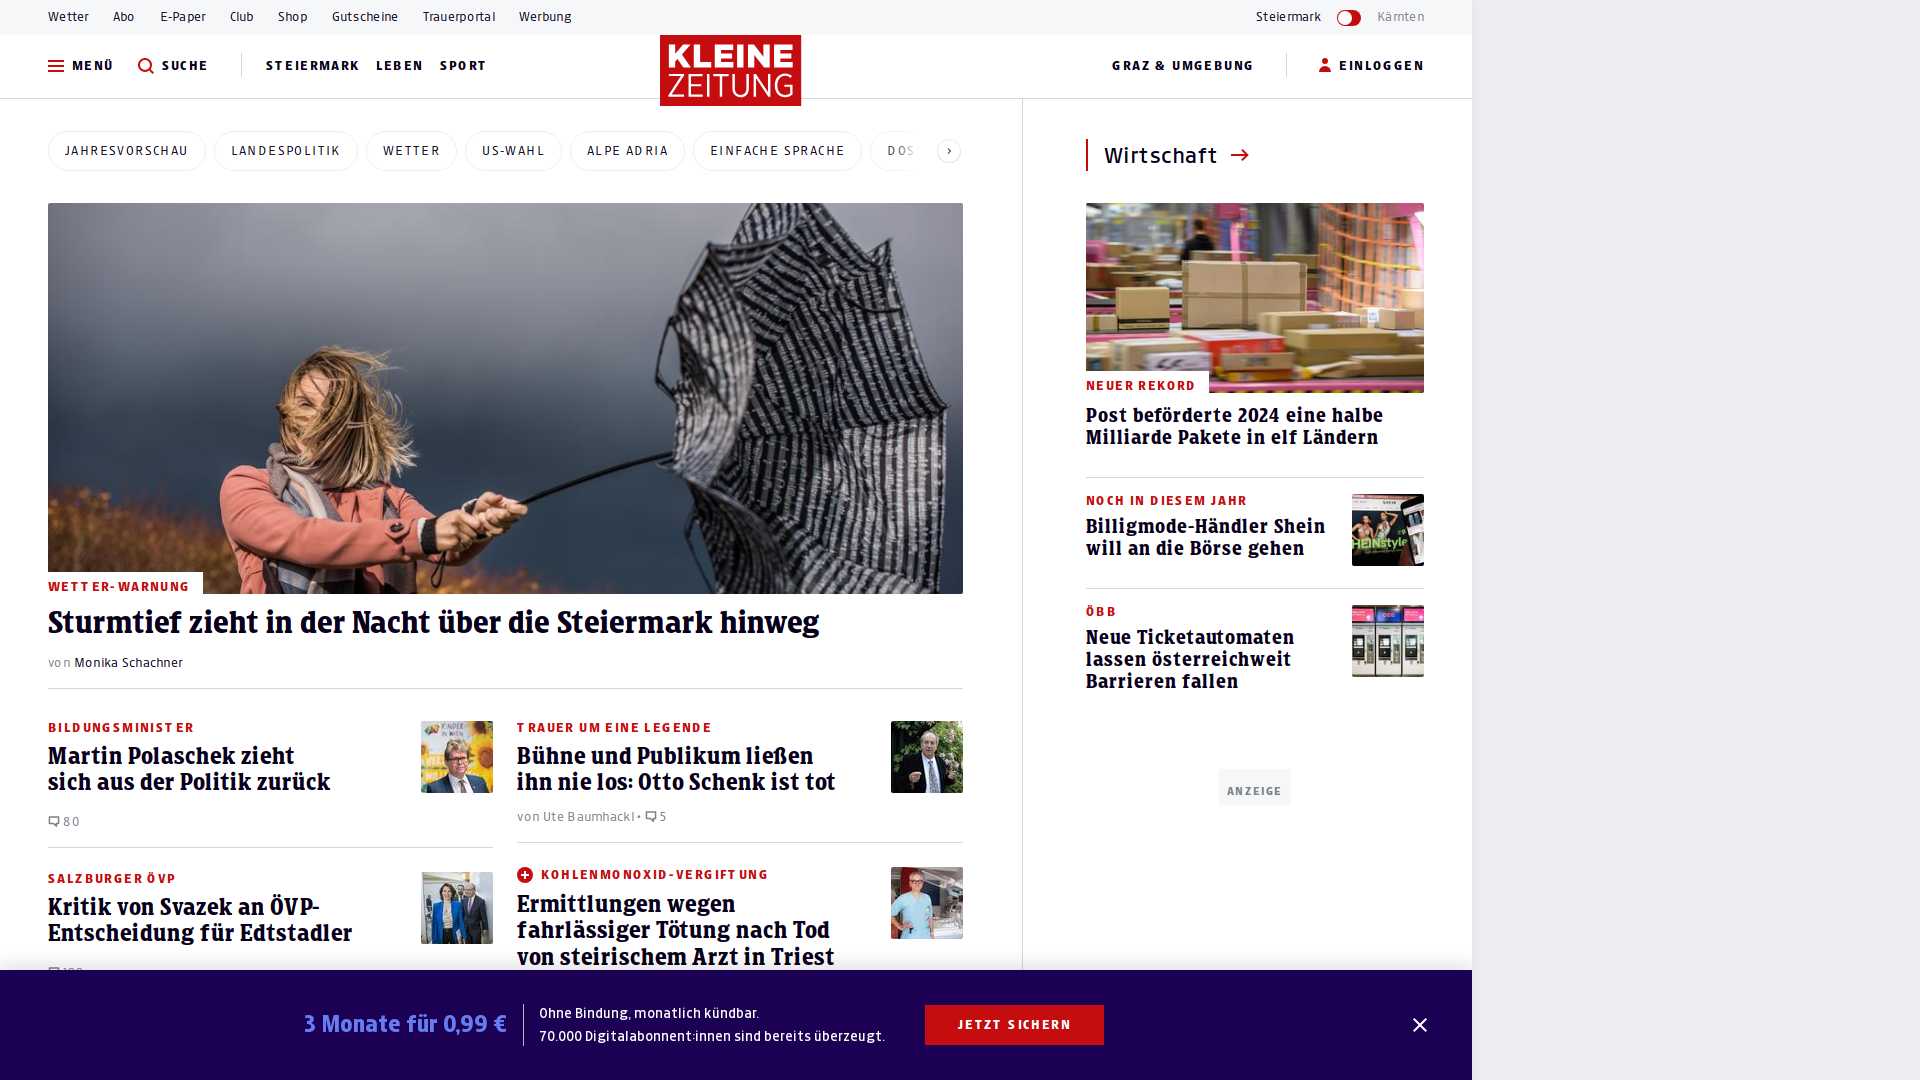 Wetter Abo E-Paper Club Shop Gutscheine Trauerportal Werbung Steiermark Kärnten
MENÜ SUCHE STEIERMARK LEBEN SPORT KLEINE ZEITUNG GRAZ & UMGEBUNG EINLOGGEN
JAHRESVORSCHAU LANDESPOLITIK WETTER US-WAHL ALPE ADRIA EINFACHE SPRACHE DOS
WETTER-WARNUNG
Sturmtief zieht in der Nacht über die Steiermark hinweg
von Monika Schachner
BILDUNGSMINISTER
Martin Polaschek zieht
sich aus der Politik zurück
80
SALZBURGER ÖVP
Kritik von Svazek an ÖVP-
Entscheidung für Edtstadler
TRAUER UM EINE LEGENDE
Bühne und Publikum ließen
ihn nie los: Otto Schenk ist tot
von Ute Baumhackl • 5
KOHLENMONOXID-VERGIFTUNG
Ermittlungen wegen
fahrlässiger Tötung nach Tod
von steirischem Arzt in Triest
Wirtschaft
NEUER REKORD
Post beförderte 2024 eine halbe
Milliarde Pakete in elf Ländern
NOCH IN DIESEM JAHR
Billigmode-Händler Shein
will an die Börse gehen
ÖBB
Neue Ticketautomaten
lassen österreichweit
Barrieren fallen
ANZEIGE
3 Monate für 0,99 €
Ohne Bindung, monatlich kündbar.
70.000 Digitalabonnent:innen sind bereits überzeugt.
JETZT SICHERN